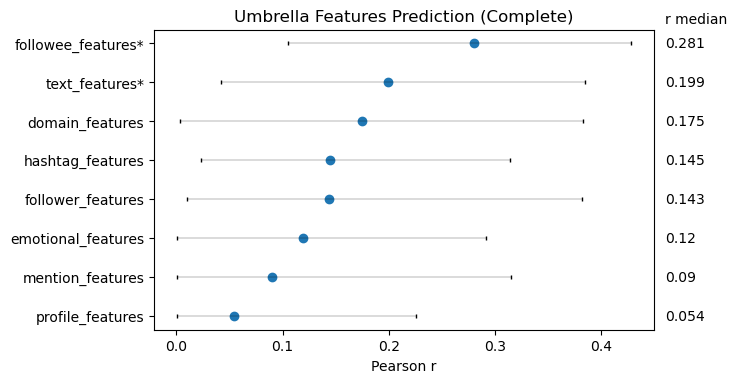 Umbrella Features Prediction (Complete)
r median
followee_features* 0.281
text_features* 0.199
domain_features 0.175
hashtag_features 0.145
follower_features 0.143
emotional_features 0.12
mention_features 0.09
profile_features 0.054
0.0 0.1 0.2 0.3 0.4
Pearson r